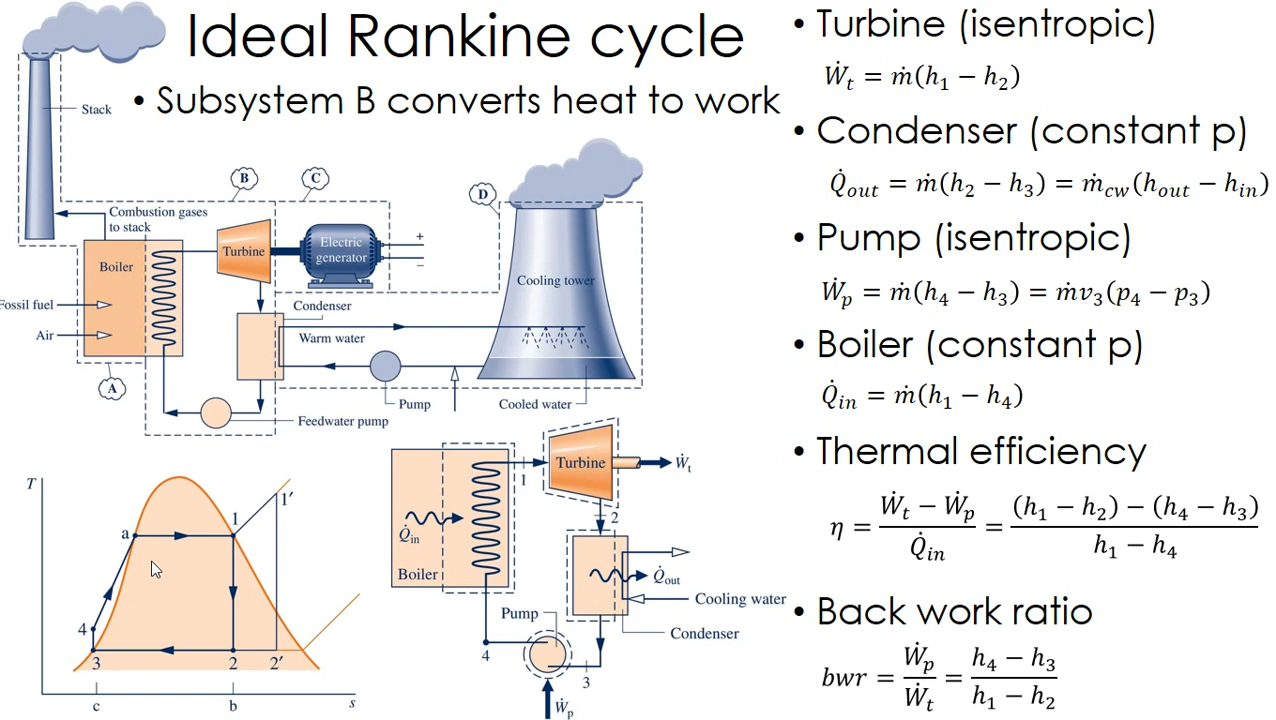 Ideal Rankine cycle
• Subsystem B converts heat to work
Stack
Combustion gases
to stack
B
C
D
Boiler
Turbine
Electric
generator
+
–
Fossil fuel
Air
A
Condenser
Warm water
Cooling tower
Pump
Cooled water
Feedwater pump
T
a
1
1′
4
3
2
2′
c
b
s
Turbine
Ẇt
1
2
Q̇in
Boiler
Q̇out
Cooling water
Pump
Condenser
4
3
Ẇp
• Turbine (isentropic)
Ẇt = ṁ(h1 − h2)
• Condenser (constant p)
Q̇out = ṁ(h2 − h3) = ṁcw(hout − hin)
• Pump (isentropic)
Ẇp = ṁ(h4 − h3) = ṁv3(p4 − p3)
• Boiler (constant p)
Q̇in = ṁ(h1 − h4)
• Thermal efficiency
η = (Ẇt − Ẇp) / Q̇in = ((h1 − h2) − (h4 − h3)) / (h1 − h4)
• Back work ratio
bwr = Ẇp / Ẇt = (h4 − h3) / (h1 − h2)